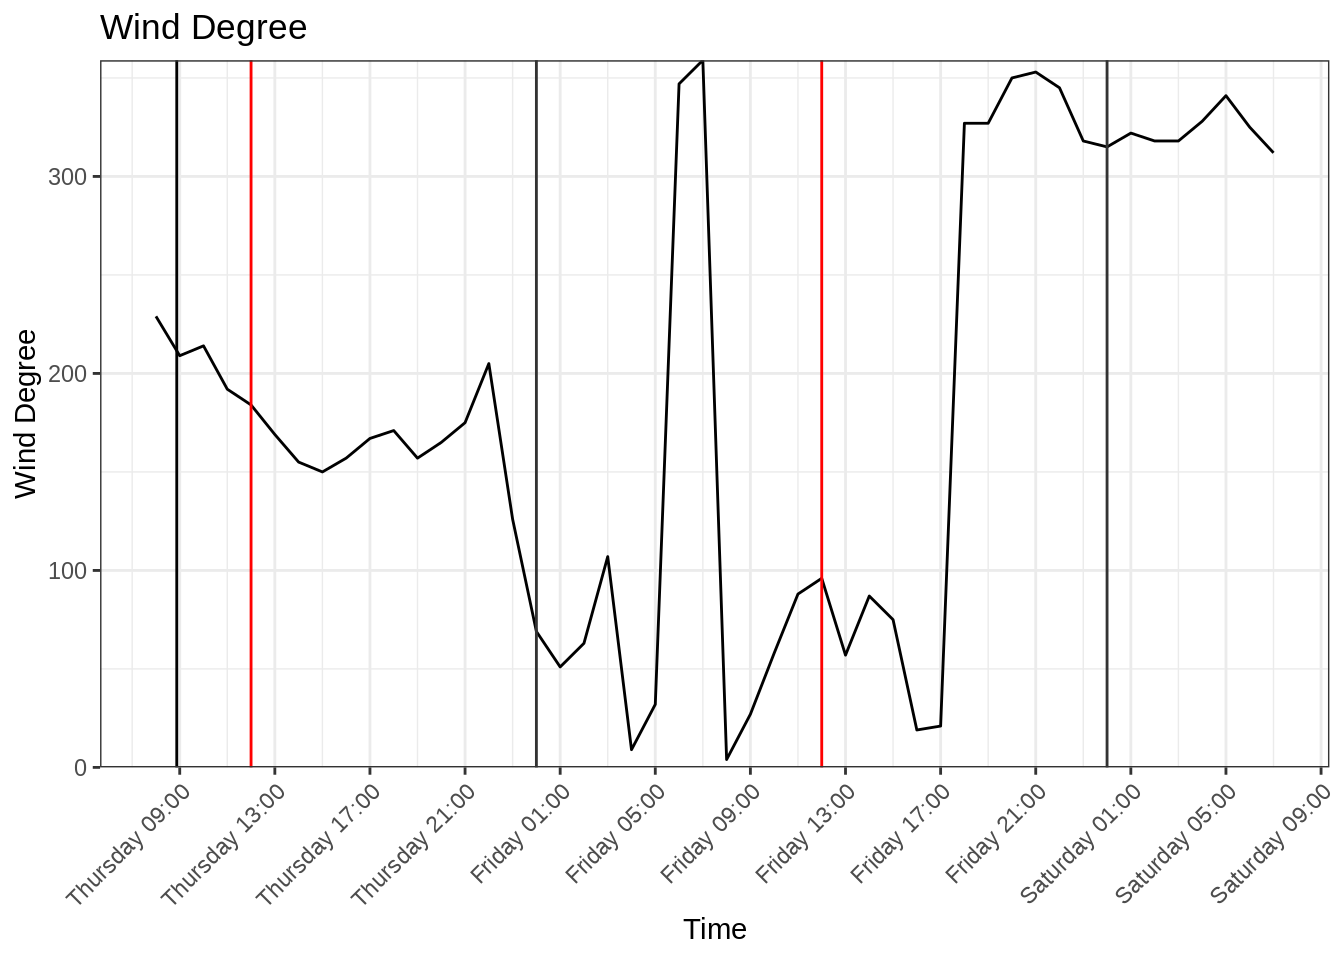 Wind Degree
Wind Degree
300
200
100
0
Thursday 09:00
Thursday 13:00
Thursday 17:00
Thursday 21:00
Friday 01:00
Friday 05:00
Friday 09:00
Friday 13:00
Friday 17:00
Friday 21:00
Saturday 01:00
Saturday 05:00
Saturday 09:00
Time